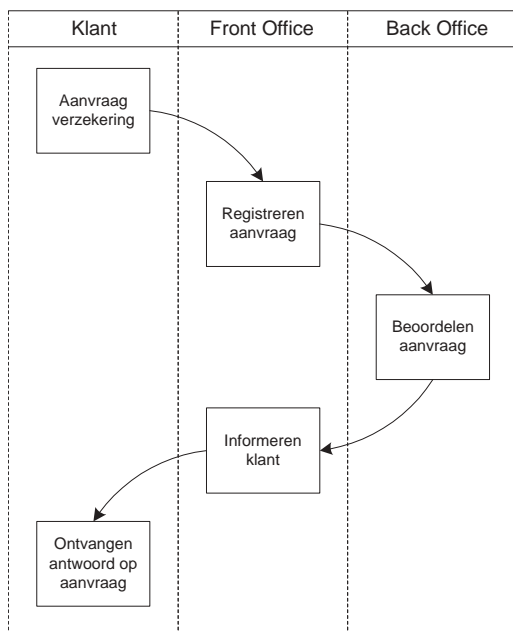 Klant
Front Office
Back Office
Aanvraag
verzekering
Registreren
aanvraag
Beoordelen
aanvraag
Informeren
klant
Ontvangen
antwoord op
aanvraag